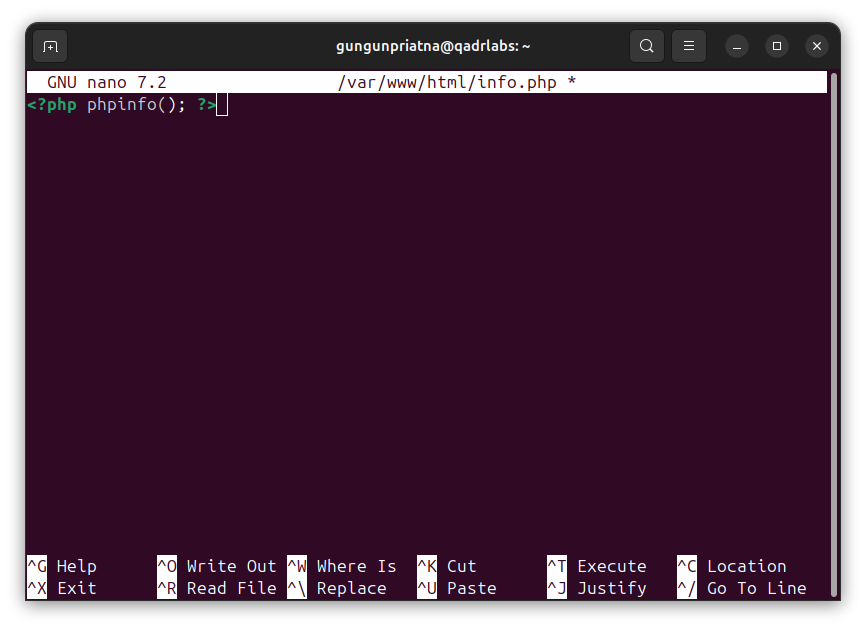 gungunpriatna@qadrlabs: ~
GNU nano 7.2 /var/www/html/info.php *
<?php phpinfo(); ?>
^G Help ^O Write Out ^W Where Is ^K Cut ^T Execute ^C Location
^X Exit ^R Read File ^\ Replace ^U Paste ^J Justify ^/ Go To Line